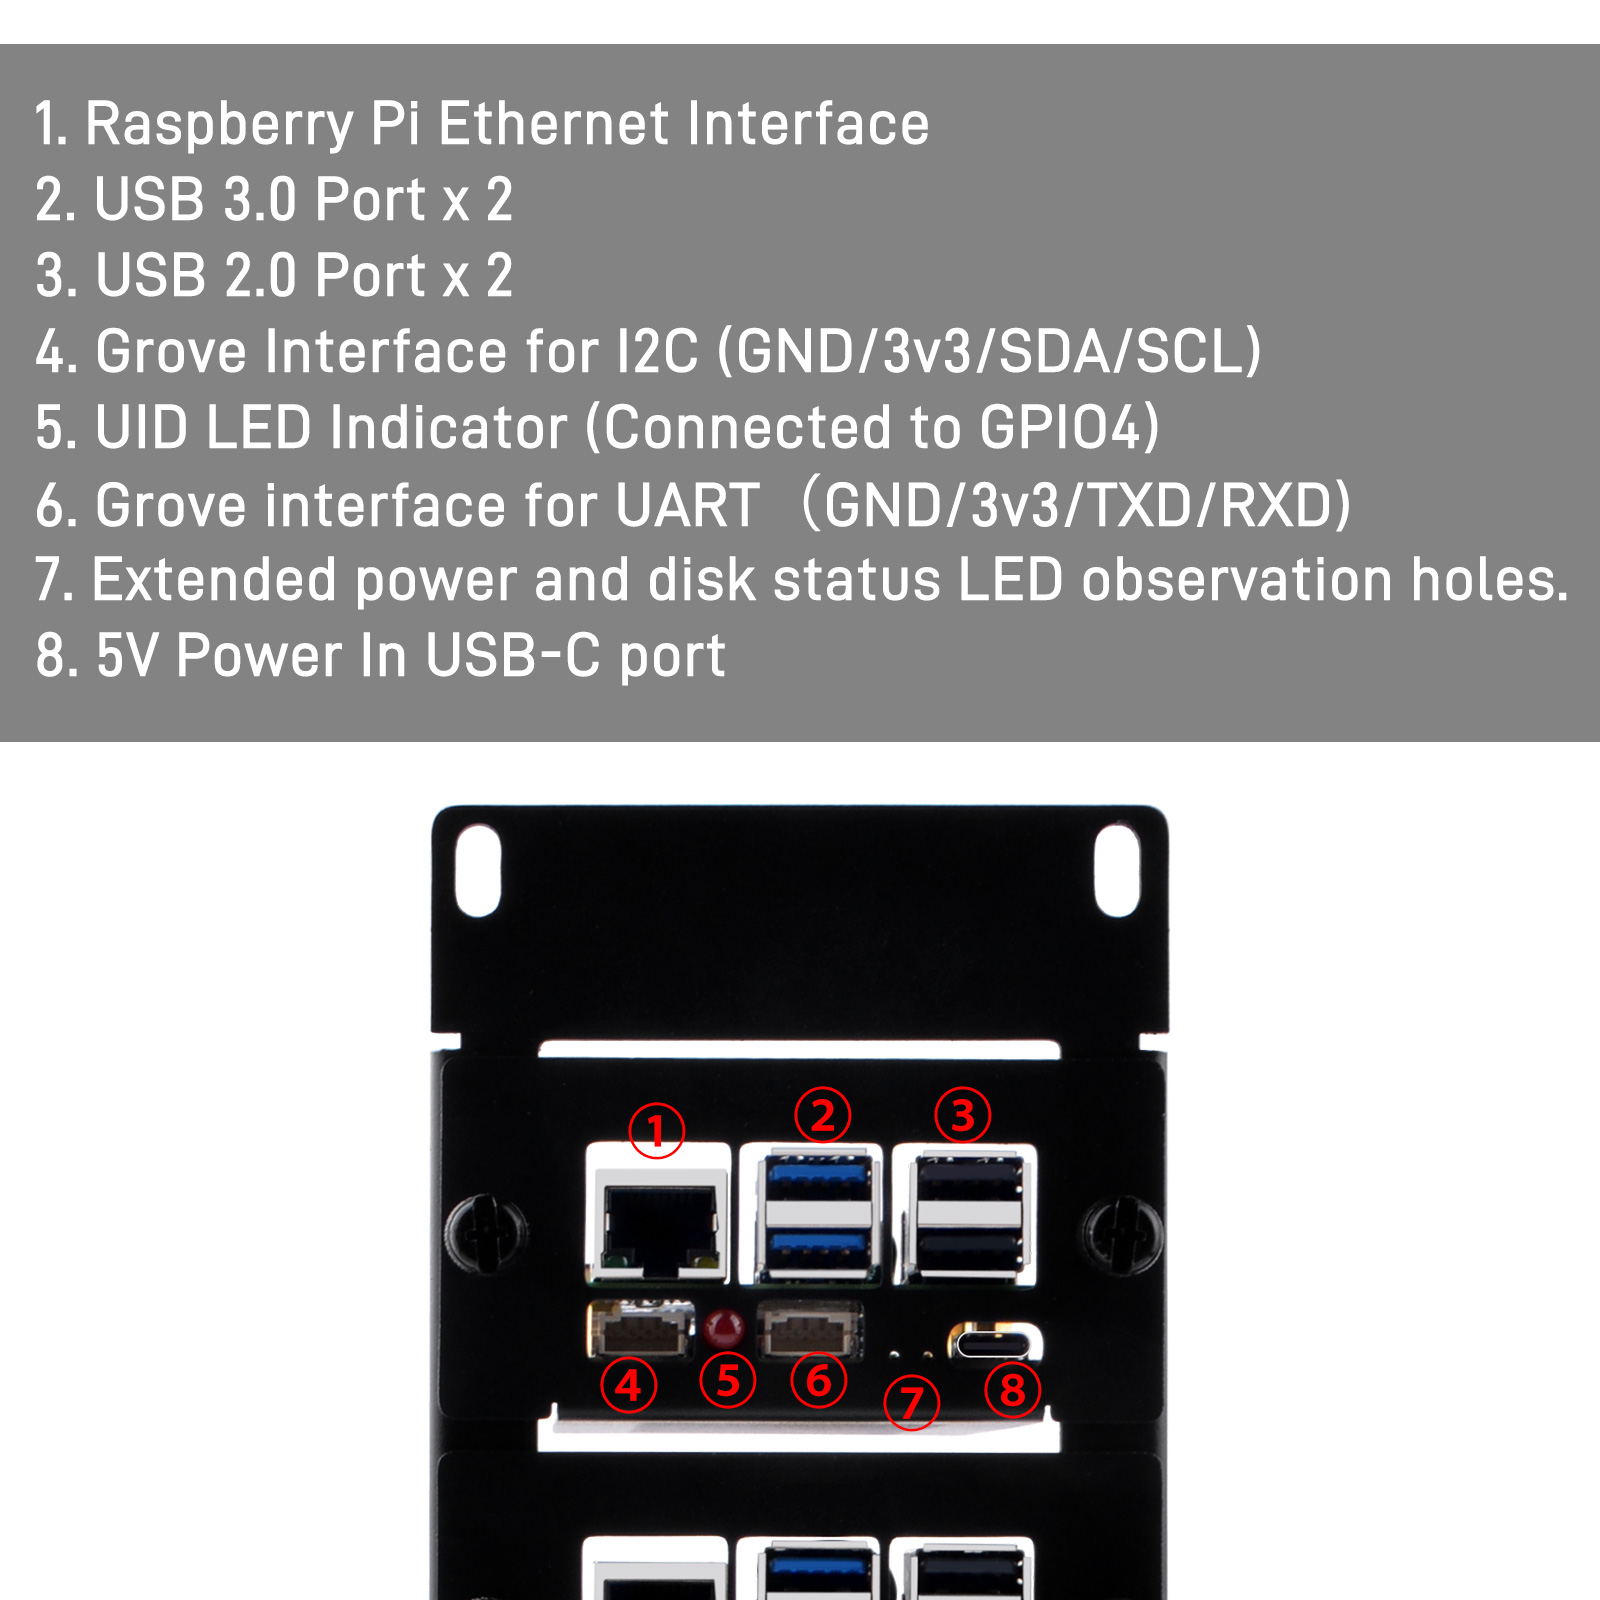 1. Raspberry Pi Ethernet Interface
2. USB 3.0 Port x 2
3. USB 2.0 Port x 2
4. Grove Interface for I2C (GND/3v3/SDA/SCL)
5. UID LED Indicator (Connected to GPIO4)
6. Grove interface for UART（GND/3v3/TXD/RXD)
7. Extended power and disk status LED observation holes.
8. 5V Power In USB-C port
① ② ③
④ ⑤ ⑥ ⑦ ⑧